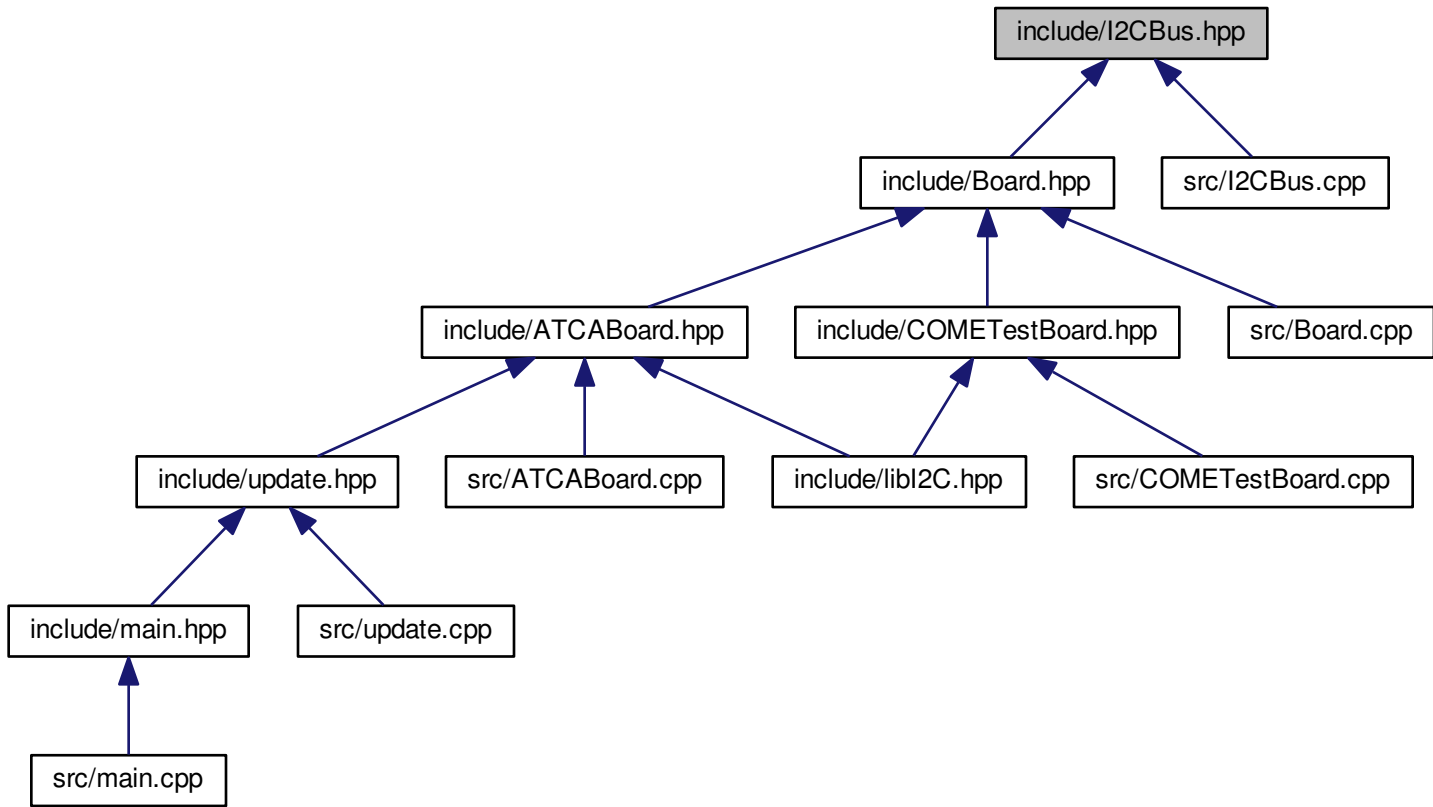 include/I2CBus.hpp
include/Board.hpp
src/I2CBus.cpp
include/ATCABoard.hpp
include/COMETestBoard.hpp
src/Board.cpp
include/update.hpp
src/ATCABoard.cpp
include/libI2C.hpp
src/COMETestBoard.cpp
include/main.hpp
src/update.cpp
src/main.cpp